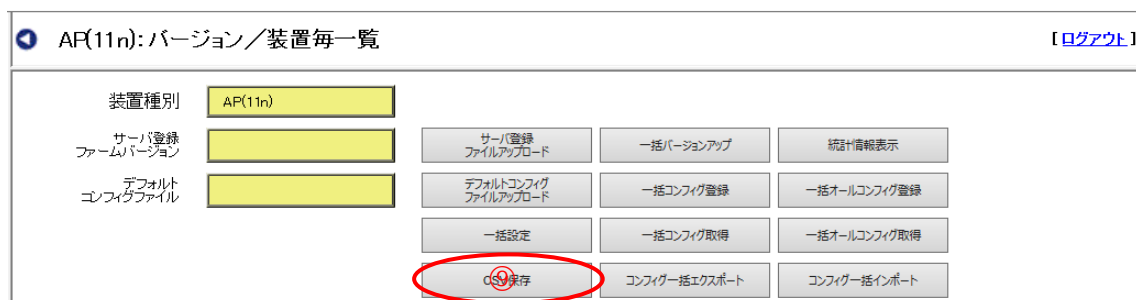 AP(11n):バージョン／装置毎一覧
[ログアウト]
装置種別
AP(11n)
サーバ登録
ファームバージョン
サーバ登録
ファイルアップロード
一括バージョンアップ
統計情報表示
デフォルト
コンフィグファイル
デフォルトコンフィグ
ファイルアップロード
一括コンフィグ登録
一括オールコンフィグ登録
一括設定
一括コンフィグ取得
一括オールコンフィグ取得
CSV保存
⑨
コンフィグ一括エクスポート
コンフィグ一括インポート